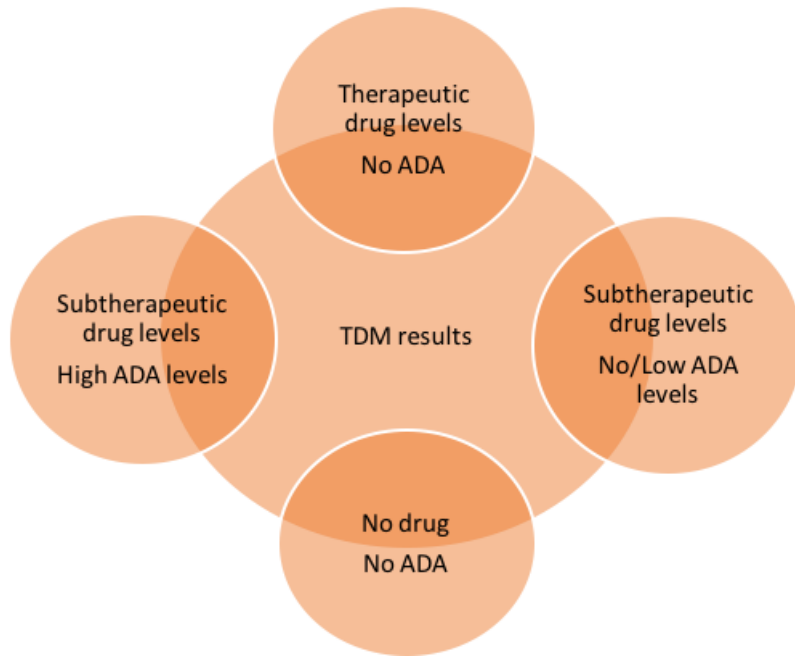 Therapeutic
drug levels
No ADA
Subtherapeutic
drug levels
High ADA levels
TDM results
Subtherapeutic
drug levels
No/Low ADA
levels
No drug
No ADA